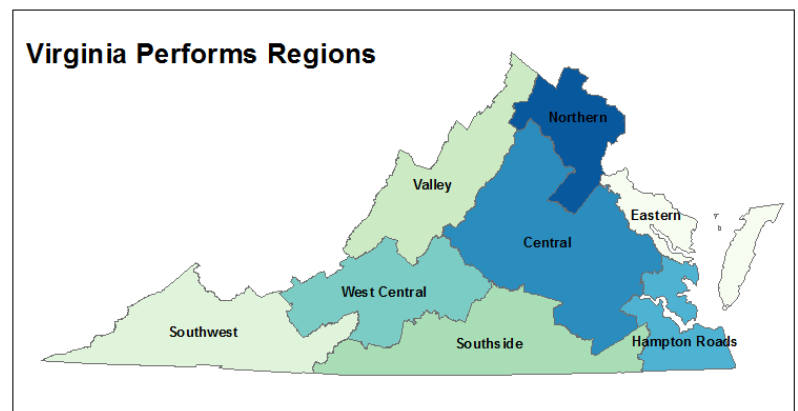 Virginia Performs Regions
Northern
Valley
Eastern
Central
West Central
Southwest
Southside
Hampton Roads